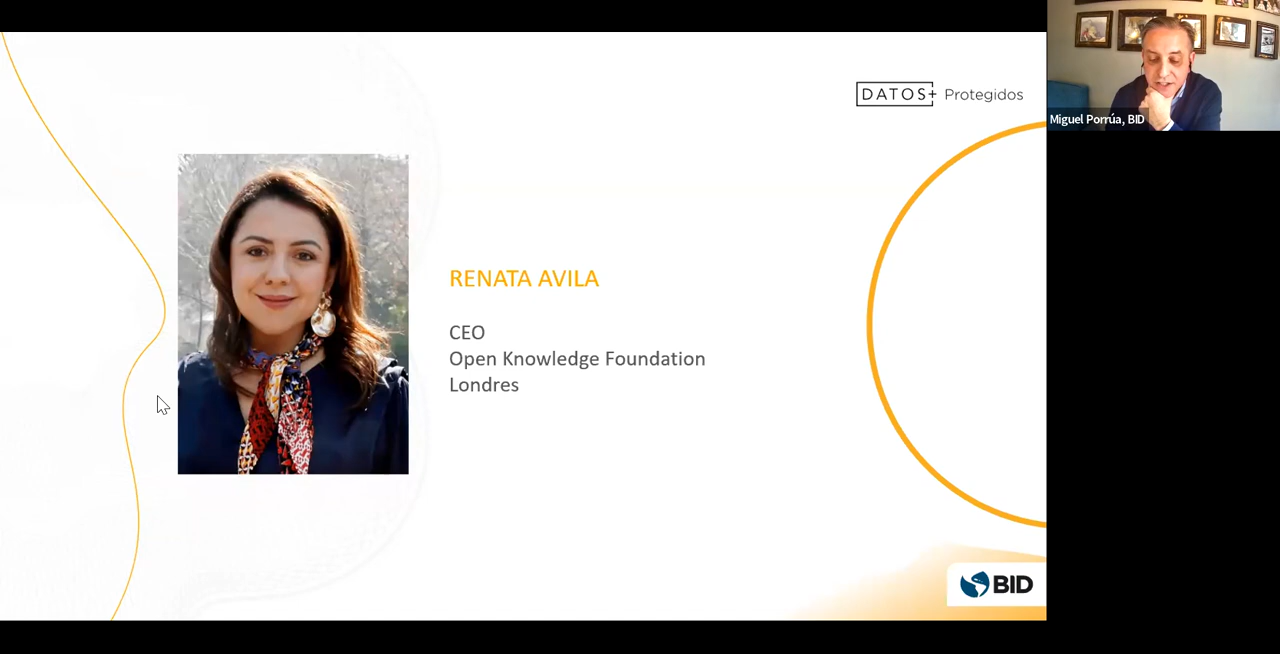 DATOS+ Protegidos
Miguel Porrúa, BID
RENATA AVILA
CEO
Open Knowledge Foundation
Londres
BID